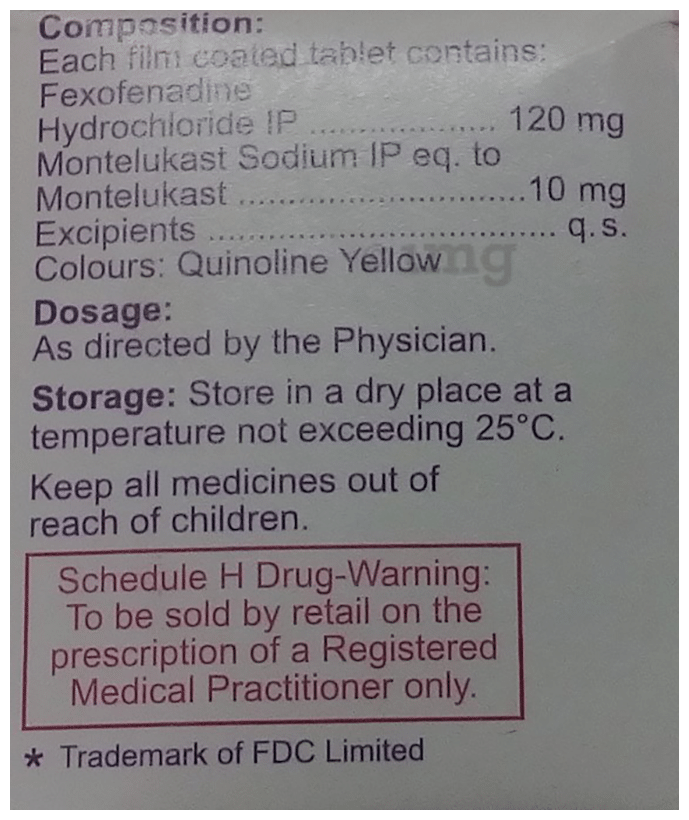 Composition:
Each film coated tablet contains:
Fexofenadine
Hydrochloride IP ................... 120 mg
Montelukast Sodium IP eq. to
Montelukast .............................10 mg
Excipients ................................... q.s.
Colours: Quinoline Yellow
Dosage:
As directed by the Physician.
Storage: Store in a dry place at a
temperature not exceeding 25°C.
Keep all medicines out of
reach of children.
Schedule H Drug-Warning:
To be sold by retail on the
prescription of a Registered
Medical Practitioner only.
* Trademark of FDC Limited